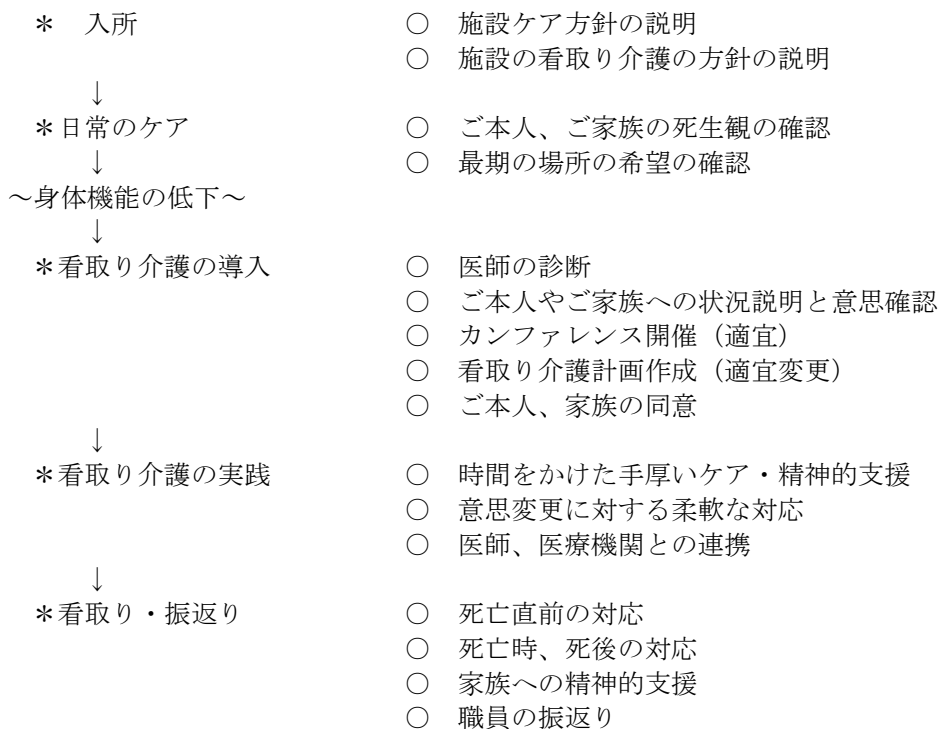 ＊　入所　○　施設ケア方針の説明
○　施設の看取り介護の方針の説明
↓
＊日常のケア　○　ご本人、ご家族の死生観の確認
↓　○　最期の場所の希望の確認
～身体機能の低下～
↓
＊看取り介護の導入　○　医師の診断
○　ご本人やご家族への状況説明と意思確認
○　カンファレンス開催（適宜）
○　看取り介護計画作成（適宜変更）
○　ご本人、家族の同意
↓
＊看取り介護の実践　○　時間をかけた手厚いケア・精神的支援
○　意思変更に対する柔軟な対応
○　医師、医療機関との連携
↓
＊看取り・振返り　○　死亡直前の対応
○　死亡時、死後の対応
○　家族への精神的支援
○　職員の振返り